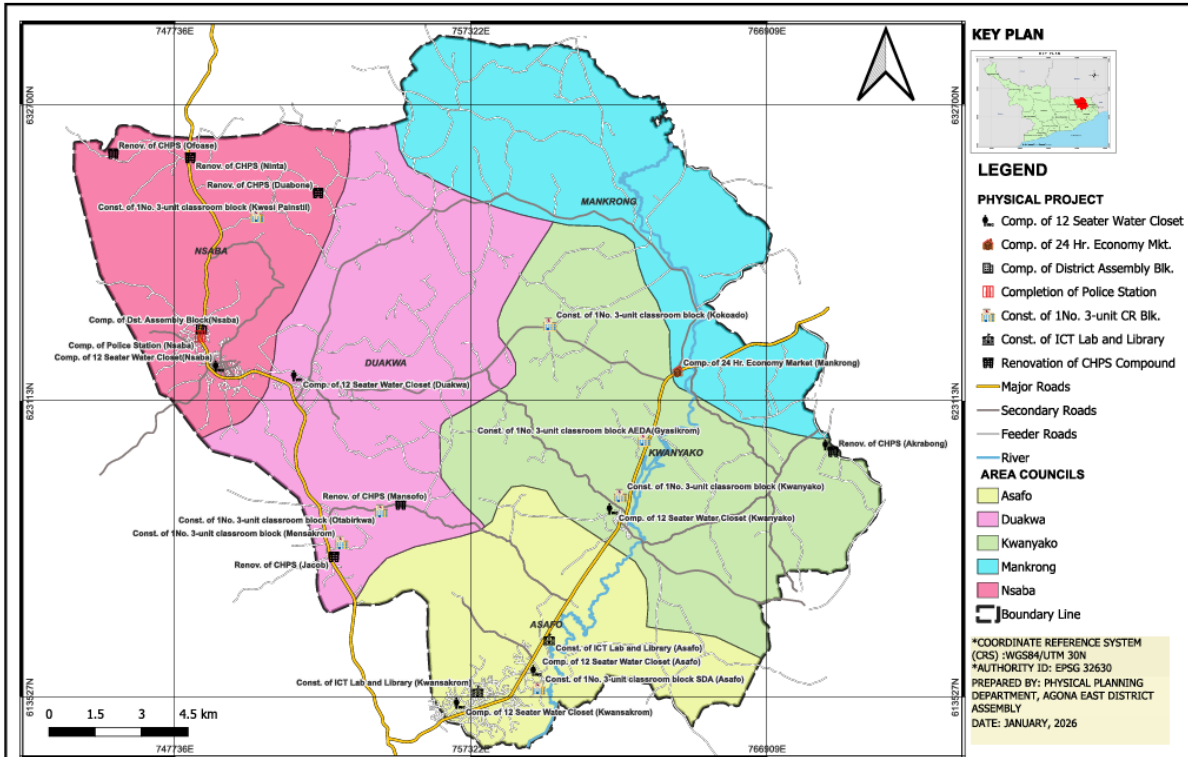 747736E
757322E
766909E
632700N
632700N
Renov. of CHPS (Ofoase)
Renov. of CHPS (Ninta)
Renov. of CHPS (Duabone)
Const. of 1No. 3-unit classroom block (Kwesi Painstil)
NSABA
MANKRONG
Comp. of Dst. Assembly Block(Nsaba)
Comp. of Police Station (Nsaba)
Comp. of 12 Seater Water Closet(Nsaba)
Const. of 1No. 3-unit classroom block (Kokoado)
DUAKWA
Comp. of 24 Hr. Economy Market (Mankrong)
Comp. of 12 Seater Water Closet (Duakwa)
623113N
623113N
Const. of 1No. 3-unit classroom block AEDA(Gyasikrom)
Renov. of CHPS (Akrabong)
KWANYAKO
Const. of 1No. 3-unit classroom block (Kwanyako)
Renov. of CHPS (Mansofo)
Const. of 1No. 3-unit classroom block (Otabirkwa)
Comp. of 12 Seater Water Closet (Kwanyako)
Const. of 1No. 3-unit classroom block (Mensakrom)
Renov. of CHPS (Jacob)
ASAFO
Const. of ICT Lab and Library (Asafo)
Comp. of 12 Seater Water Closet (Asafo)
Const. of 1No. 3-unit classroom block SDA (Asafo)
Const. of ICT Lab and Library (Kwansakrom)
Comp. of 12 Seater Water Closet (Kwansakrom)
613527N
613527N
0 1.5 3 4.5 km
747736E
757322E
766909E
KEY PLAN
KEY PLAN
LEGEND
PHYSICAL PROJECT
Comp. of 12 Seater Water Closet
Comp. of 24 Hr. Economy Mkt.
Comp. of District Assembly Blk.
Completion of Police Station
Const. of 1No. 3-unit CR Blk.
Const. of ICT Lab and Library
Renovation of CHPS Compound
Major Roads
Secondary Roads
Feeder Roads
River
AREA COUNCILS
Asafo
Duakwa
Kwanyako
Mankrong
Nsaba
Boundary Line
*COORDINATE REFERENCE SYSTEM
(CRS) :WGS84/UTM 30N
*AUTHORITY ID: EPSG 32630
PREPARED BY: PHYSICAL PLANNING
DEPARTMENT, AGONA EAST DISTRICT
ASSEMBLY
DATE: JANUARY, 2026